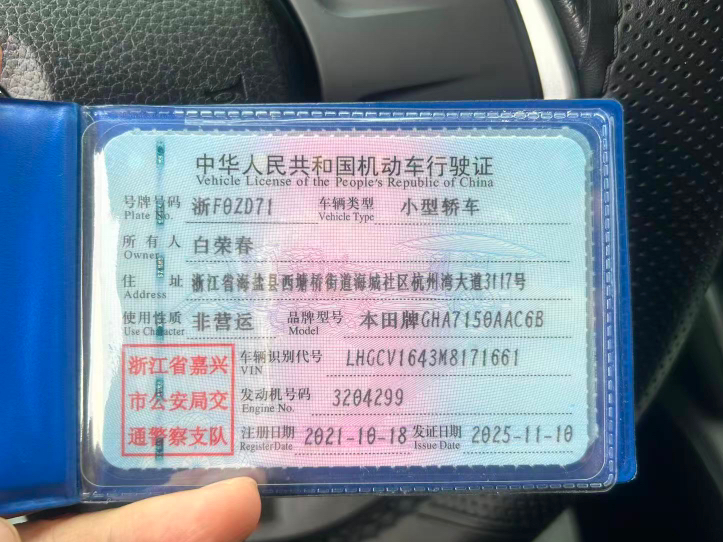 中华人民共和国机动车行驶证
Vehicle License of the People's Republic of China
号牌号码 浙F0ZD71 车辆类型 小型轿车
Plate No. Vehicle Type
所有人 白荣春
Owner
住址 浙江省海盐县西塘桥街道海城社区杭州湾大道3117号
Address
使用性质 非营运 品牌型号 本田牌GHA7150AAC6B
Use Character Model
浙江省嘉兴
市公安局交
通警察支队
车辆识别代号 LHGCV1643M8171661
VIN
发动机号码 3204299
Engine No.
注册日期 2021-10-18 发证日期 2025-11-10
Register Date Issue Date